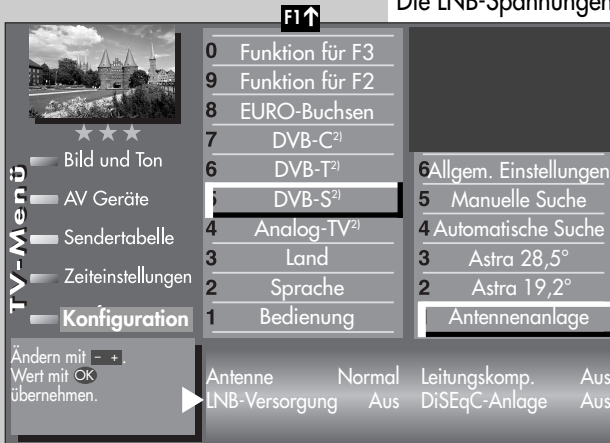 Die LNB-Spannungen
F1↑
0 Funktion für F3
9 Funktion für F2
8 EURO-Buchsen
7 DVB-C2)
6 DVB-T2)
DVB-S2)
4 Analog-TV2)
3 Land
2 Sprache
1 Bedienung
TV-Menü
Bild und Ton
AV Geräte
Sendertabelle
Zeiteinstellungen
Konfiguration
6 Allgem. Einstellungen
5 Manuelle Suche
4 Automatische Suche
3 Astra 28,5°
2 Astra 19,2°
Antennenanlage
Ändern mit - + .
Wert mit OK
übernehmen.
Antenne Normal Leitungskomp. Aus
LNB-Versorgung Aus DiSEqC-Anlage Aus